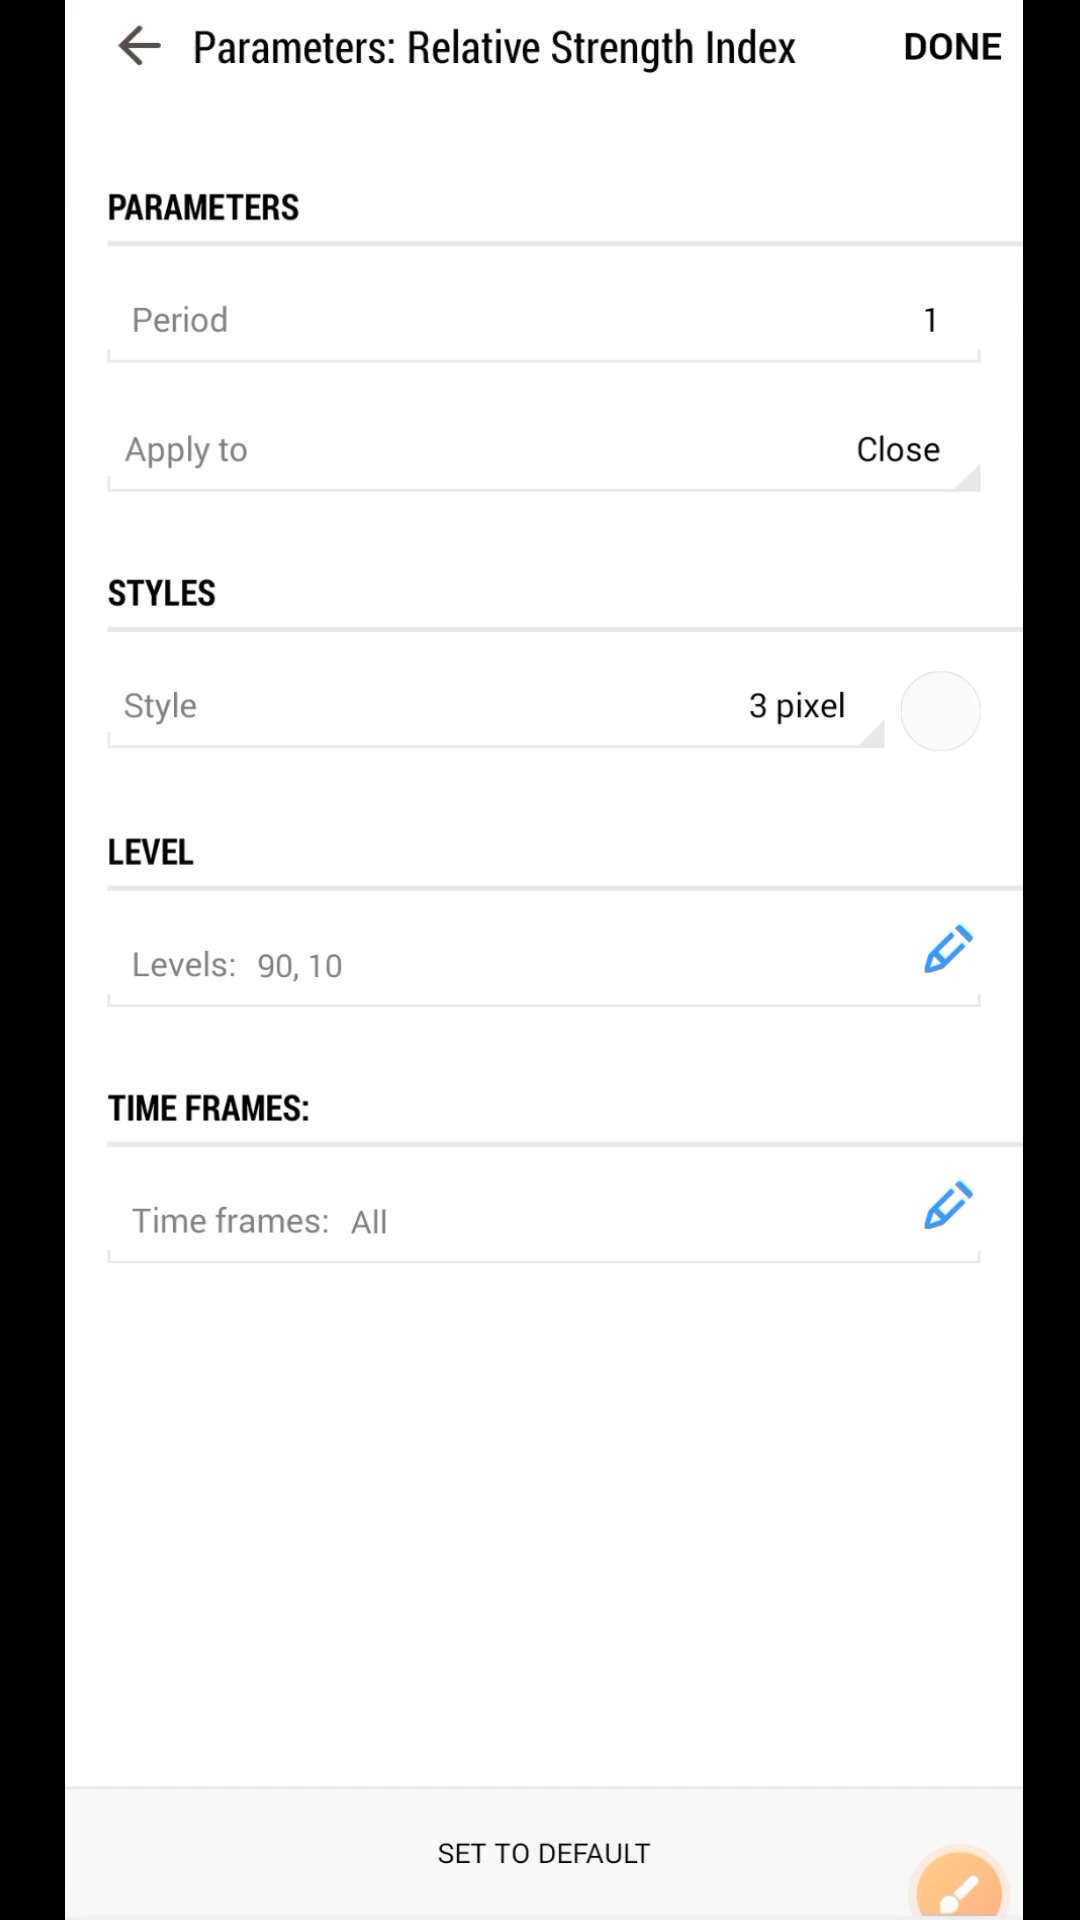 Parameters: Relative Strength Index DONE
PARAMETERS
Period 1
Apply to Close
STYLES
Style 3 pixel
LEVEL
Levels: 90, 10
TIME FRAMES:
Time frames: All
SET TO DEFAULT